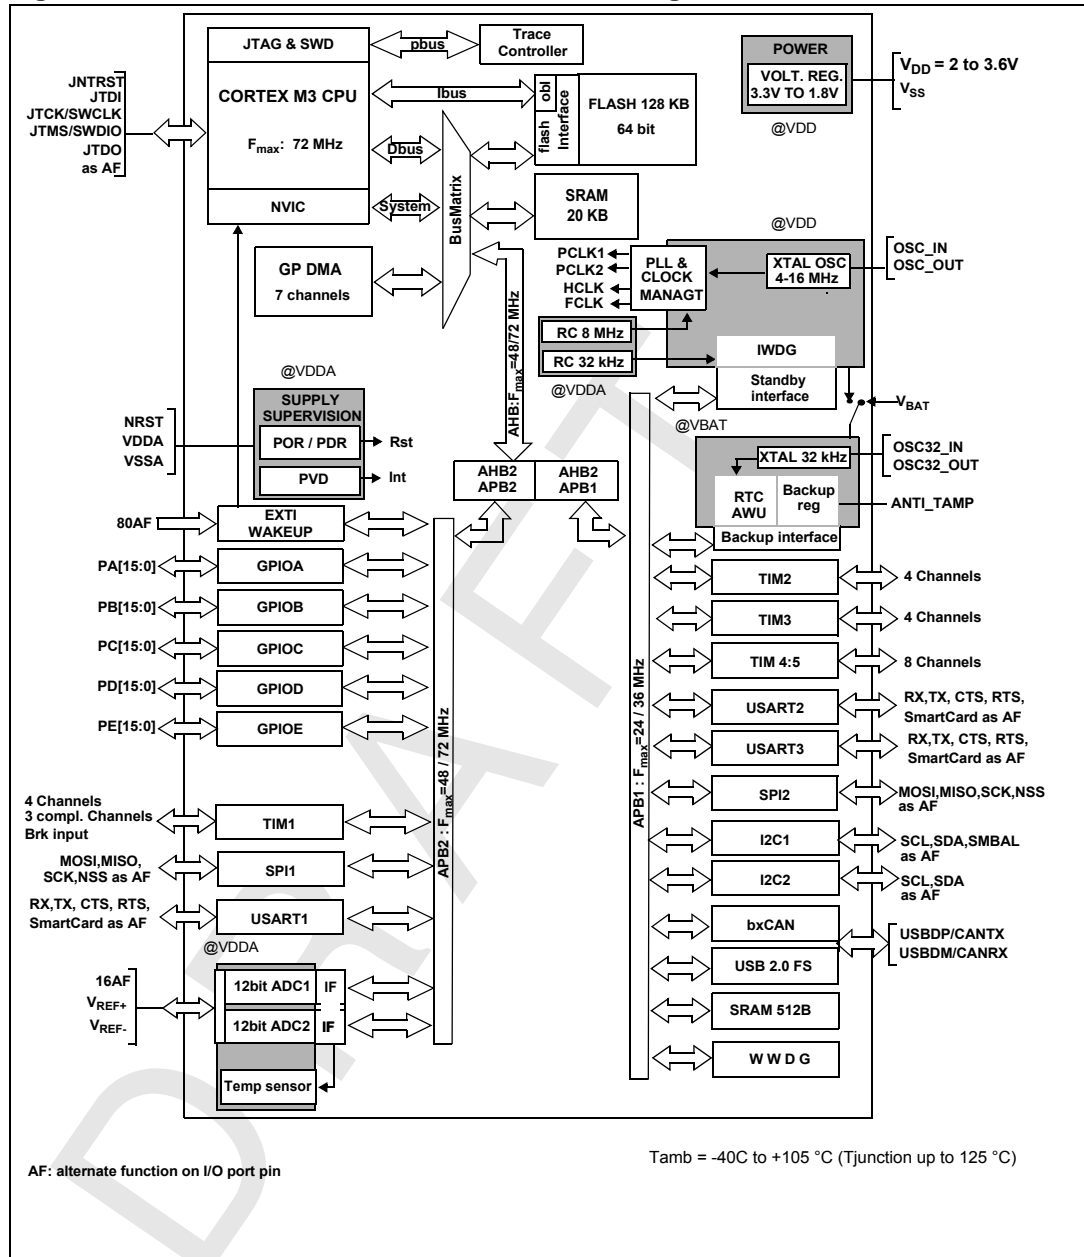 JTAG & SWD
pbus
Trace
Controller
POWER
VOLT. REG.
3.3V TO 1.8V
@VDD
VDD = 2 to 3.6V
VSS
JNTRST
JTDI
JTCK/SWCLK
JTMS/SWDIO
JTDO
as AF
CORTEX M3 CPU
Fmax: 72 MHz
NVIC
Ibus
Dbus
System
BusMatrix
obl
flash
Interface
FLASH 128 KB
64 bit
SRAM
20 KB
GP DMA
7 channels
AHB:Fmax=48/72 MHz
@VDD
PCLK1
PCLK2
HCLK
FCLK
PLL &
CLOCK
MANAGT
XTAL OSC
4-16 MHz
OSC_IN
OSC_OUT
RC 8 MHz
RC 32 kHz
@VDDA
IWDG
Standby
interface
VBAT
@VBAT
XTAL 32 kHz
OSC32_IN
OSC32_OUT
RTC
AWU
Backup
reg
ANTI_TAMP
Backup interface
@VDDA
SUPPLY
SUPERVISION
NRST
VDDA
VSSA
POR / PDR
Rst
PVD
Int
AHB2
APB2
AHB2
APB1
80AF
EXTI
WAKEUP
PA[15:0]
GPIOA
PB[15:0]
GPIOB
PC[15:0]
GPIOC
PD[15:0]
GPIOD
PE[15:0]
GPIOE
4 Channels
3 compl. Channels
Brk input
TIM1
MOSI,MISO,
SCK,NSS as AF
SPI1
RX,TX, CTS, RTS,
SmartCard as AF
USART1
@VDDA
16AF
VREF+
VREF-
12bit ADC1
IF
12bit ADC2
IF
Temp sensor
APB2 : Fmax=48 / 72 MHz
APB1 : Fmax=24 / 36 MHz
TIM2
4 Channels
TIM3
4 Channels
TIM 4:5
8 Channels
USART2
RX,TX, CTS, RTS,
SmartCard as AF
USART3
RX,TX, CTS, RTS,
SmartCard as AF
SPI2
MOSI,MISO,SCK,NSS
as AF
I2C1
SCL,SDA,SMBAL
as AF
I2C2
SCL,SDA
as AF
bxCAN
USBDP/CANTX
USBDM/CANRX
USB 2.0 FS
SRAM 512B
W W D G
AF: alternate function on I/O port pin
Tamb = -40C to +105 °C (Tjunction up to 125 °C)
DRAFT